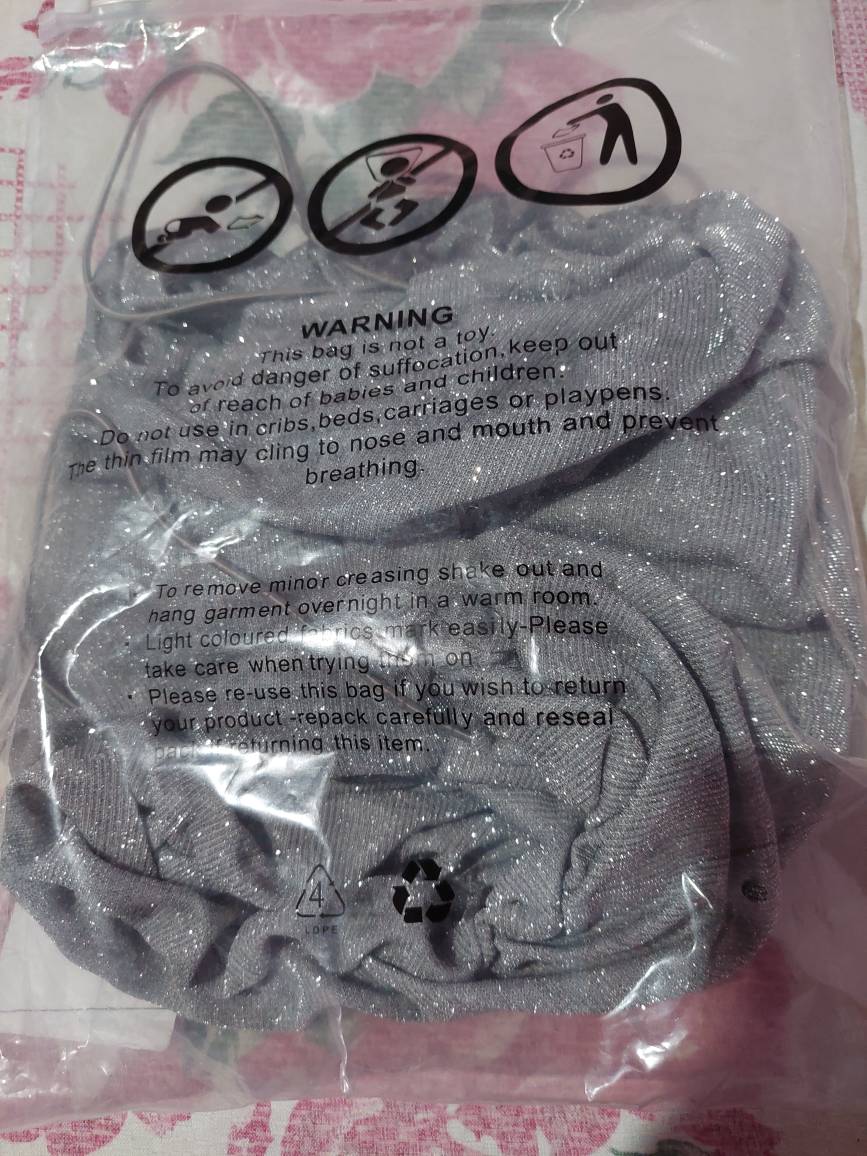 WARNING
This bag is not a toy.
To avoid danger of suffocation,keep out
of reach of babies and children.
Do not use in cribs,beds,carriages or playpens.
The thin film may cling to nose and mouth and prevent
breathing.
To remove minor creasing shake out and
hang garment overnight in a warm room.
· Light coloured fabrics mark easily-Please
take care when trying them on
· Please re-use this bag if you wish to return
your product -repack carefully and reseal
returning this item.
4
LDPE